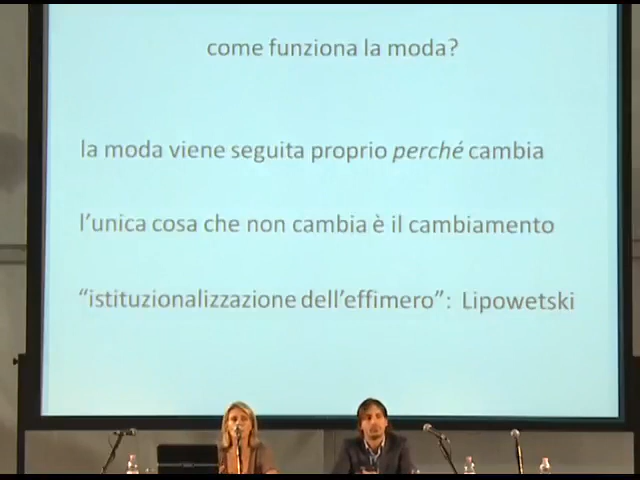 come funziona la moda?
la moda viene seguita proprio perché cambia
l'unica cosa che non cambia è il cambiamento
“istituzionalizzazione dell'effimero”: Lipowetski